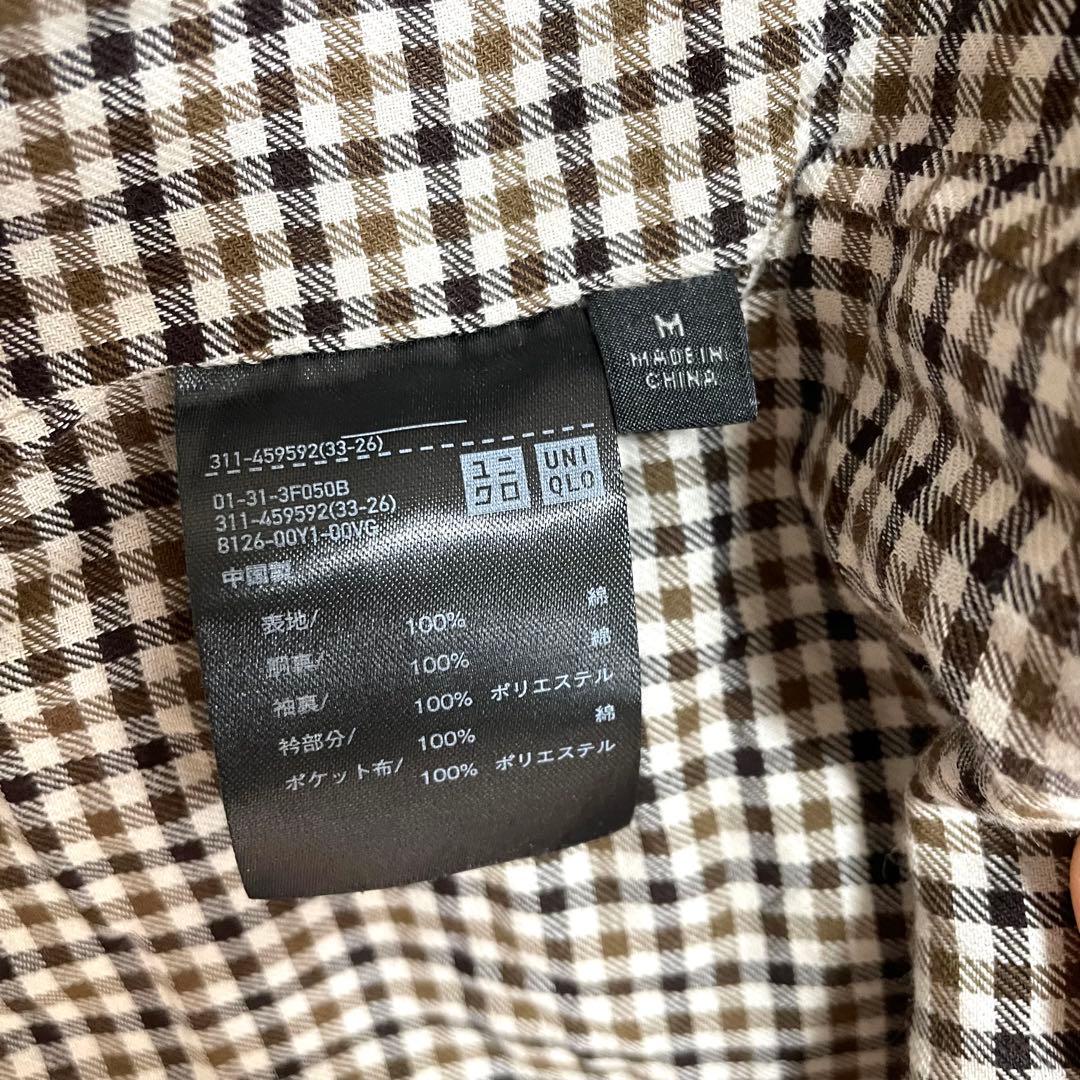 M
MADE IN
CHINA
311-459592(33-26)
ユニ
クロ
UNI
QLO
01-31-3F050B
311-459592(33-26)
8126-00Y1-00VG
中国製
表地/ 100% 綿
胴裏/ 100% 綿
袖裏/ 100% ポリエステル
衿部分/ 100% 綿
ポケット布/ 100% ポリエステル